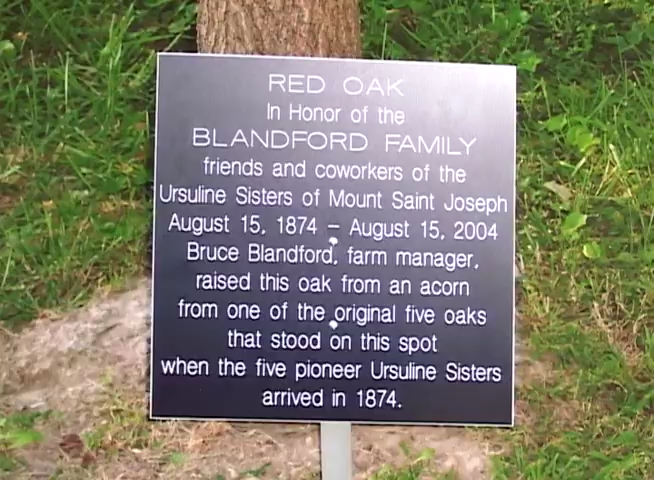 RED OAK
In Honor of the
BLANDFORD FAMILY
friends and coworkers of the
Ursuline Sisters of Mount Saint Joseph
August 15, 1874 – August 15, 2004
Bruce Blandford, farm manager,
raised this oak from an acorn
from one of the original five oaks
that stood on this spot
when the five pioneer Ursuline Sisters
arrived in 1874.